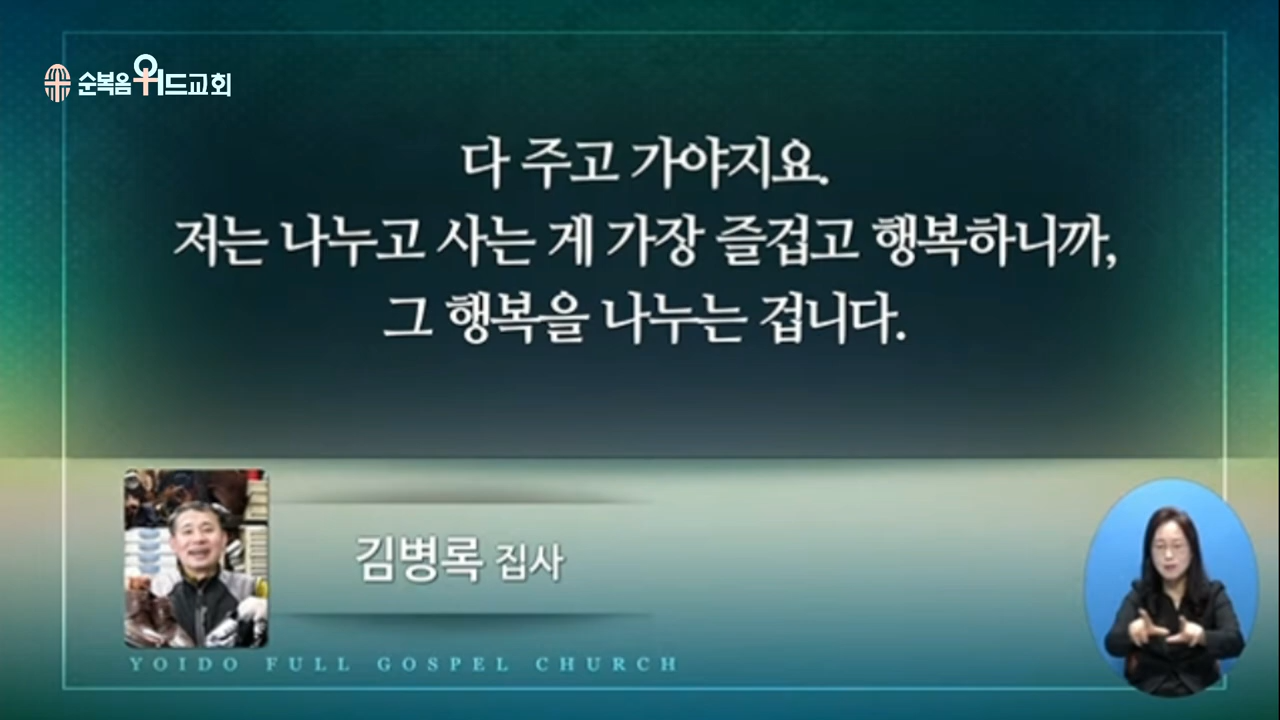 순복음워드교회
다 주고 가야지요.
저는 나누고 사는 게 가장 즐겁고 행복하니까,
그 행복을 나누는 겁니다.
김병록 집사
YOIDO FULL GOSPEL CHURCH